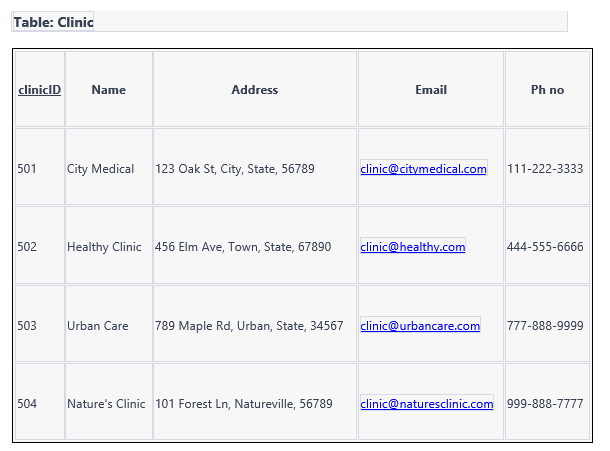 Table: Clinic
clinicID Name Address Email Ph no
501 City Medical 123 Oak St, City, State, 56789 clinic@citymedical.com 111-222-3333
502 Healthy Clinic 456 Elm Ave, Town, State, 67890 clinic@healthy.com 444-555-6666
503 Urban Care 789 Maple Rd, Urban, State, 34567 clinic@urbancare.com 777-888-9999
504 Nature's Clinic 101 Forest Ln, Natureville, 56789 clinic@naturesclinic.com 999-888-7777